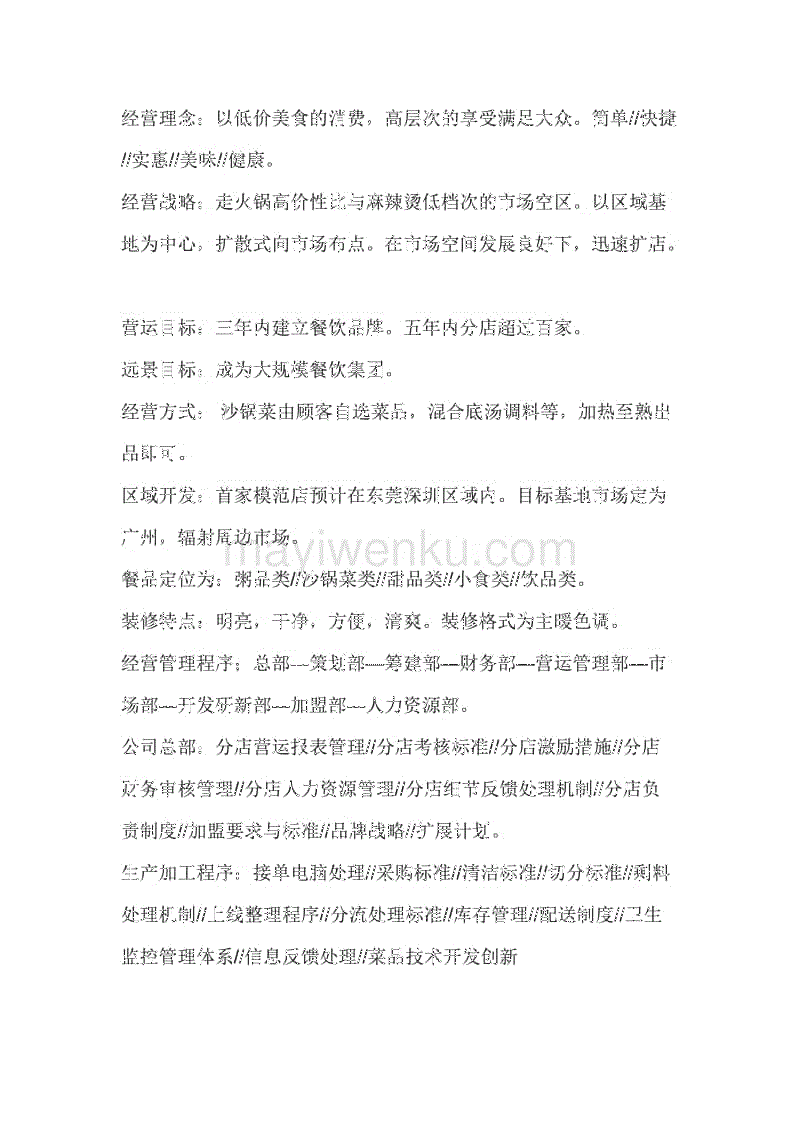 经营理念：以低价美食的消费，高层次的享受满足大众。简单//快捷
//实惠//美味//健康。
经营战略：走火锅高价性比与麻辣烫低档次的市场空区。以区域基
地为中心，扩散式向市场布点。在市场空间发展良好下，迅速扩店。
营运目标：三年内建立餐饮品牌。五年内分店超过百家。
远景目标：成为大规模餐饮集团。
经营方式： 沙锅菜由顾客自选菜品，混合底汤调料等，加热至熟出
品即可。
区域开发：首家模范店预计在东莞深圳区域内。目标基地市场定为
广州，辐射周边市场。
mayiwenku.com
餐品定位为：粥品类//沙锅菜类//甜品类//小食类//饮品类。
装修特点：明亮，干净，方便，清爽。装修格式为主暖色调。
经营管理程序：总部—策划部—筹建部—财务部—营运管理部—市
场部—开发研新部—加盟部—人力资源部。
公司总部：分店营运报表管理//分店考核标准//分店激励措施//分店
财务审核管理//分店人力资源管理//分店细节反馈处理机制//分店负
责制度//加盟要求与标准//品牌战略//扩展计划。
生产加工程序：接单电脑处理//采购标准//清洁标准//切分标准//剩料
处理机制//上线整理程序//分流处理标准//库存管理//配送制度//卫生
监控管理体系//信息反馈处理//菜品技术开发创新